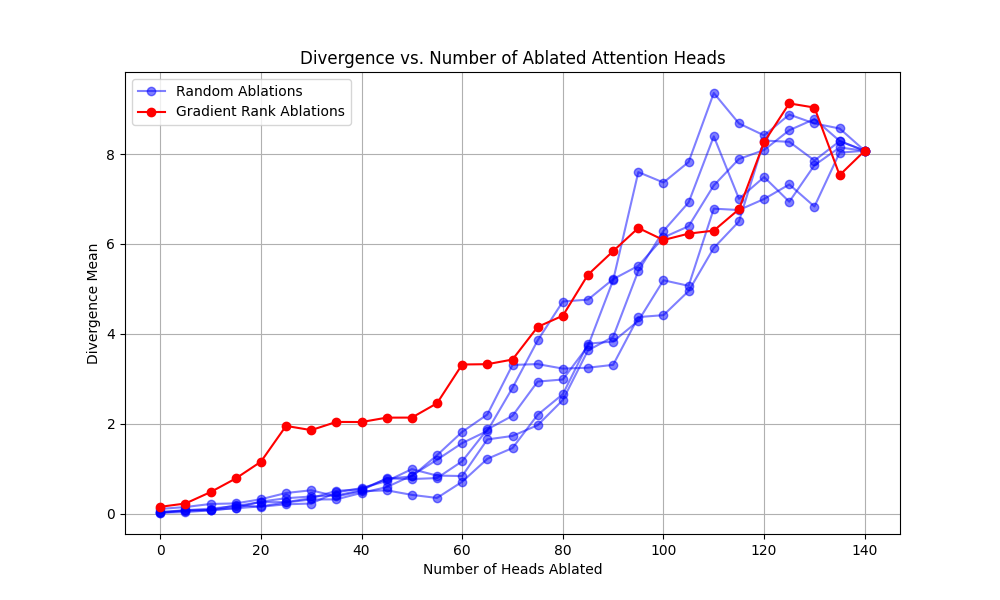 Divergence vs. Number of Ablated Attention Heads
Random Ablations
Gradient Rank Ablations
Divergence Mean
8
6
4
2
0
0 20 40 60 80 100 120 140
Number of Heads Ablated